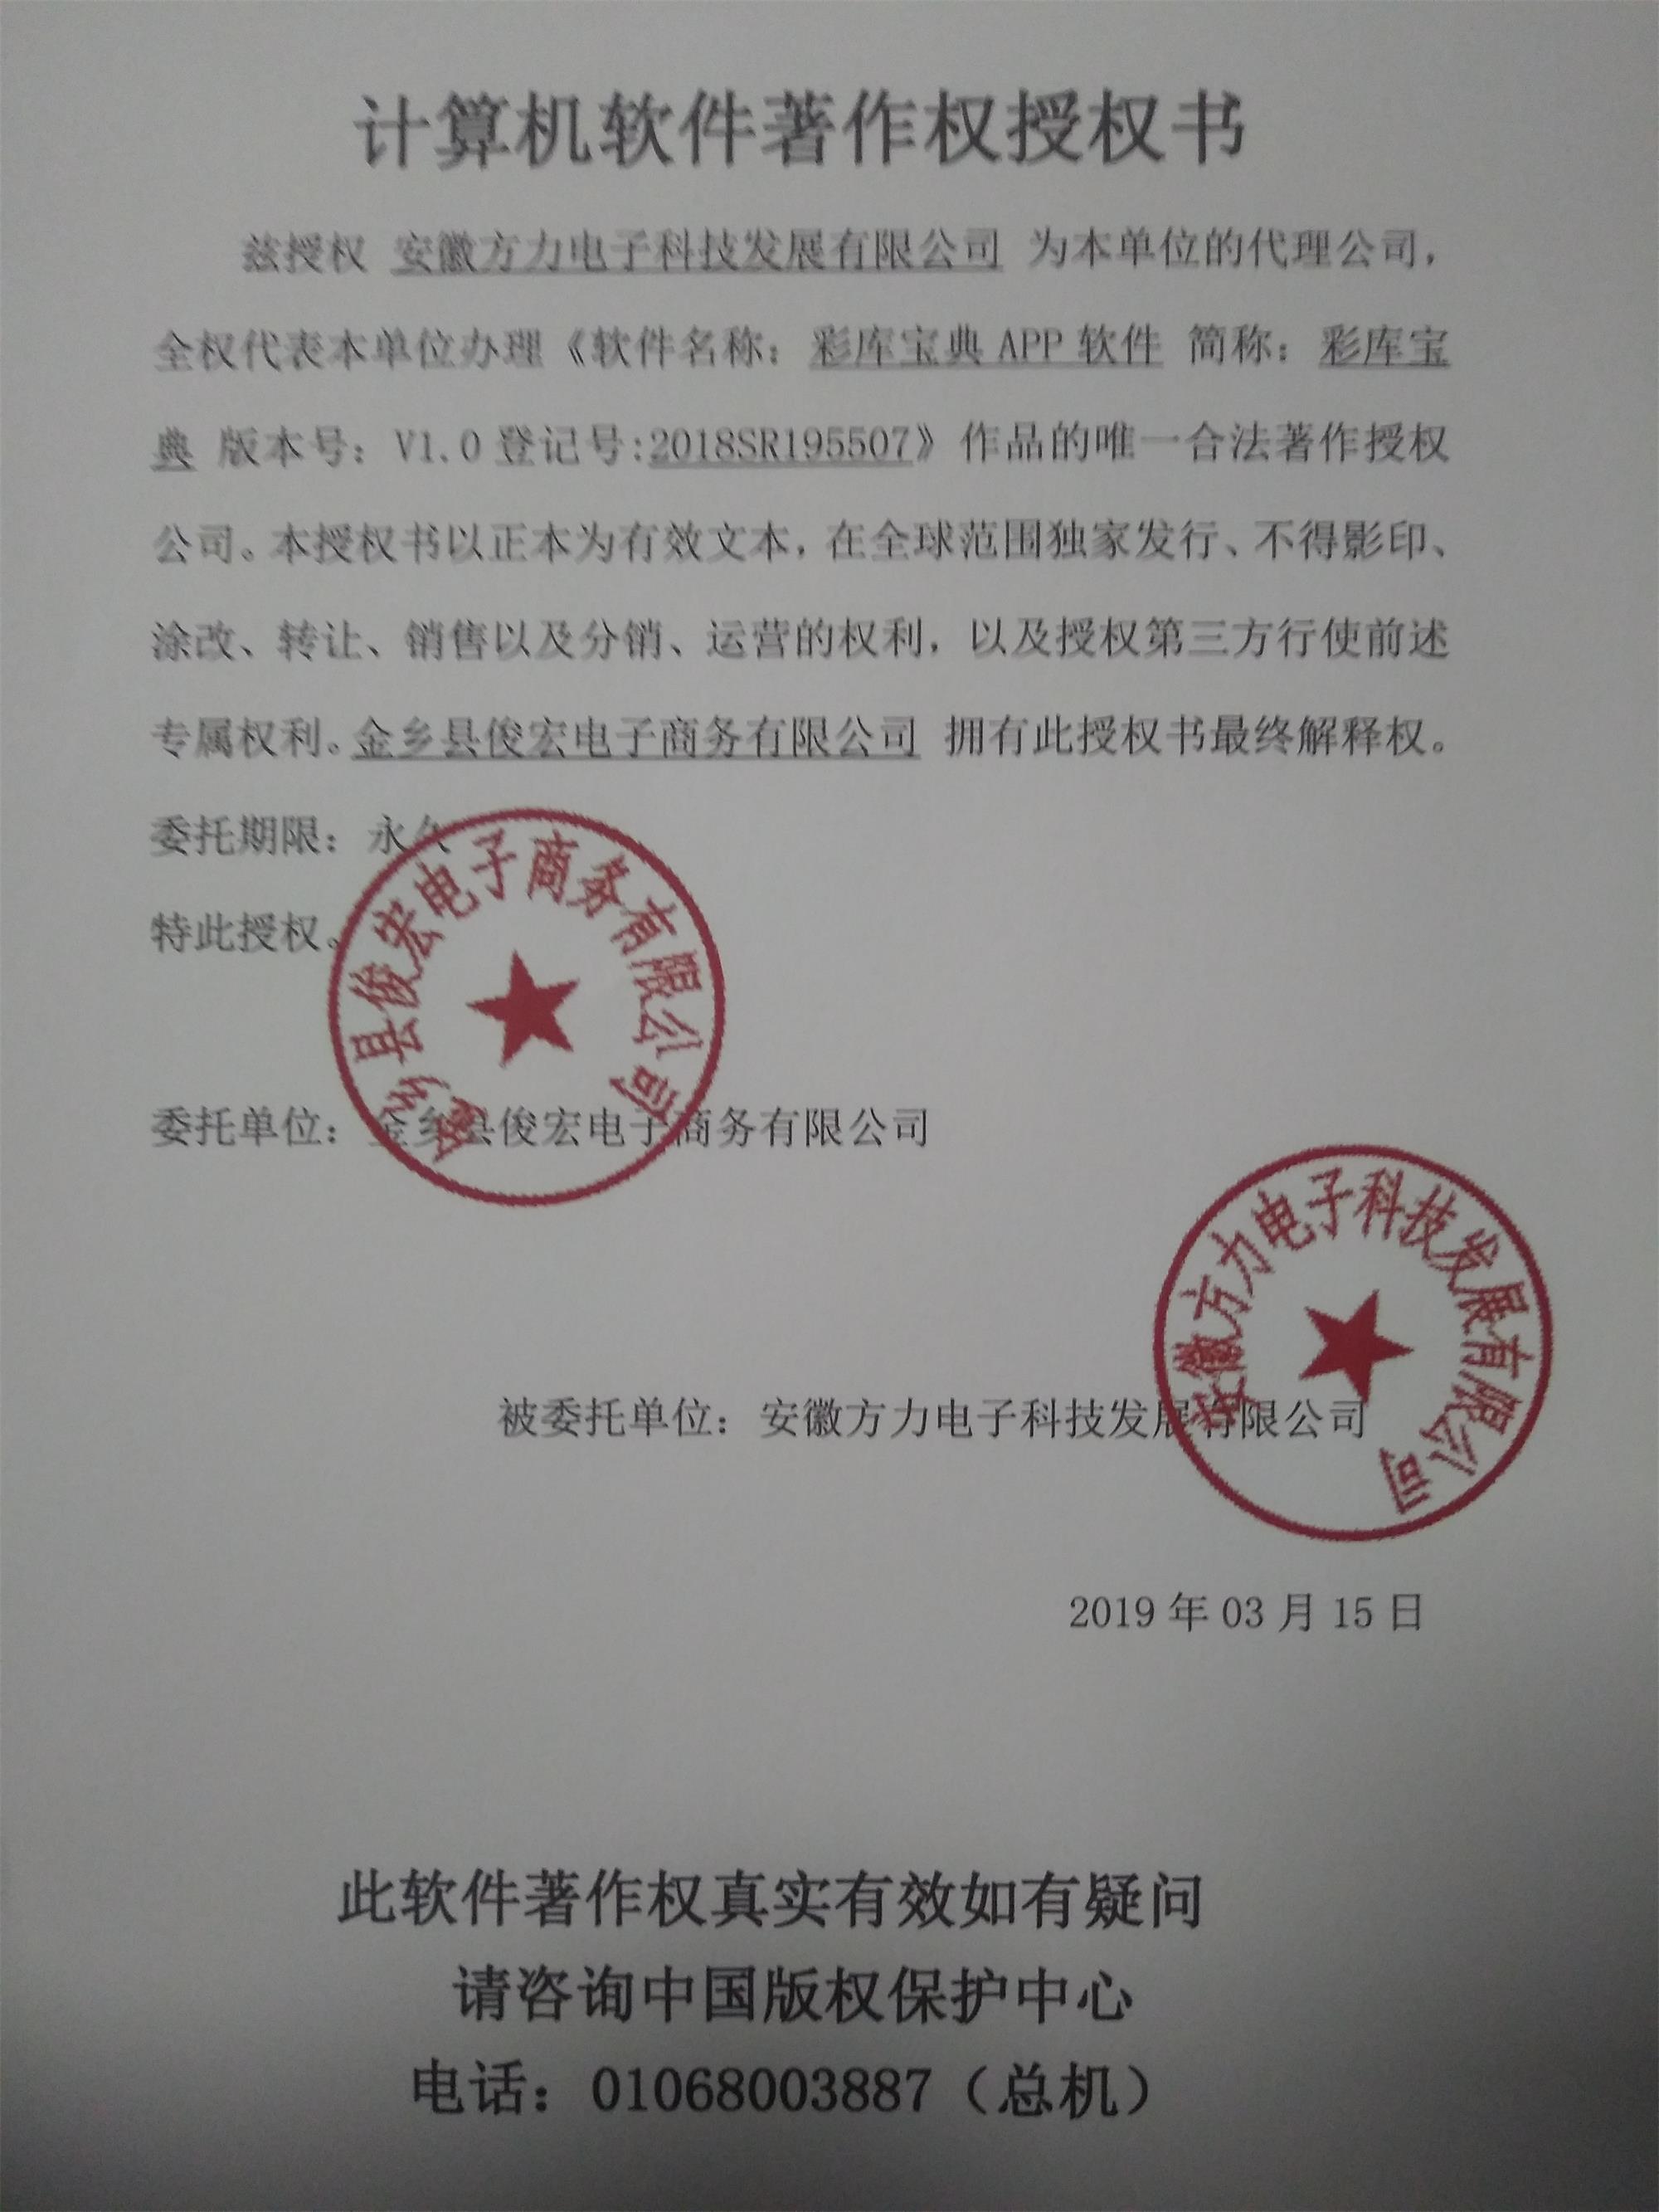 计算机软件著作权授权书
兹授权 安徽方力电子科技发展有限公司 为本单位的代理公司，
全权代表本单位办理《软件名称：彩库宝典 APP 软件 简称：彩库宝
典 版本号：V1.0 登记号:2018SR195507》作品的唯一合法著作授权
公司。本授权书以正本为有效文本，在全球范围独家发行、不得影印、
涂改、转让、销售以及分销、运营的权利，以及授权第三方行使前述
专属权利。金乡县俊宏电子商务有限公司 拥有此授权书最终解释权。
委托期限：永久
特此授权。
金乡县俊宏电子商务有限公司
委托单位：金乡县俊宏电子商务有限公司
安徽方力电子科技发展有限公司
被委托单位：安徽方力电子科技发展有限公司
2019 年 03 月 15 日
此软件著作权真实有效如有疑问
请咨询中国版权保护中心
电话：01068003887（总机）